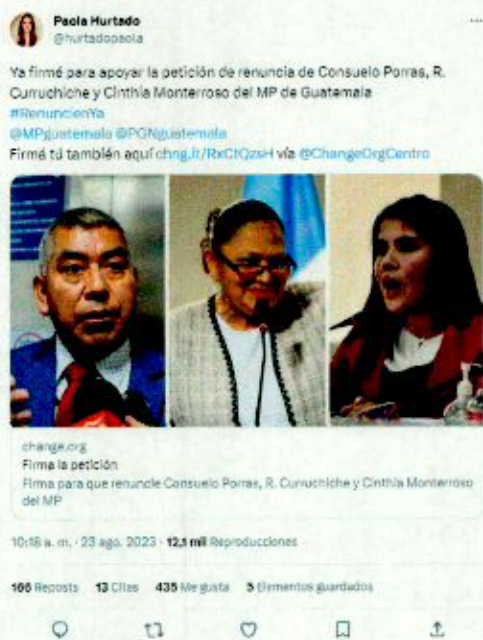 Paola Hurtado
@hurtadopaola
Ya firmé para apoyar la petición de renuncia de Consuelo Porras, R.
Curruchiche y Cinthia Monterroso del MP de Guatemala
#RenuncienYa
@MPguatemala @PGNguatemala
Firmá tú también aquí chng.it/RxCtQzsH vía @ChangeOrgCentro
change.org
Firma la petición
Firma para que renuncie Consuelo Porras, R. Curruchiche y Cinthia Monterroso
del MP
10:18 a. m. · 23 ago. 2023 · 12,1 mil Reproducciones
166 Reposts 13 Citas 435 Me gusta 5 Elementos guardados